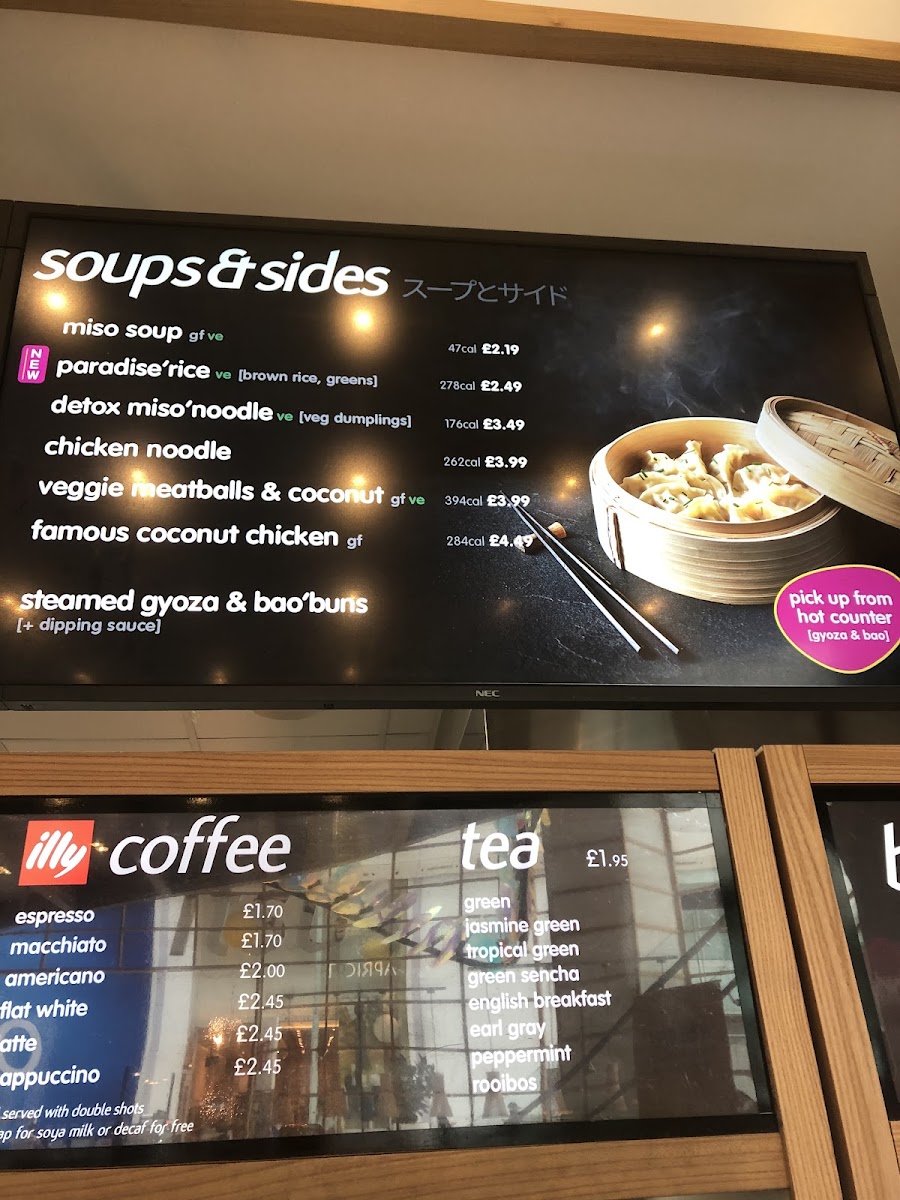 soups & sides スープとサイド
miso soup gf ve 47cal £2.19
NEW paradise'rice ve [brown rice, greens] 278cal £2.49
detox miso'noodle ve [veg dumplings] 176cal £3.49
chicken noodle 262cal £3.99
veggie meatballs & coconut gf ve 394cal £3.99
famous coconut chicken gf 284cal £4.49
steamed gyoza & bao'buns
[+ dipping sauce]
pick up from
hot counter
[gyoza & bao]
NEC
illy coffee
espresso £1.70
macchiato £1.70
americano £2.00
flat white £2.45
atte £2.45
appuccino £2.45
served with double shots
ap for soya milk or decaf for free
tea £1.95
green
jasmine green
tropical green
green sencha
english breakfast
earl gray
peppermint
rooibos